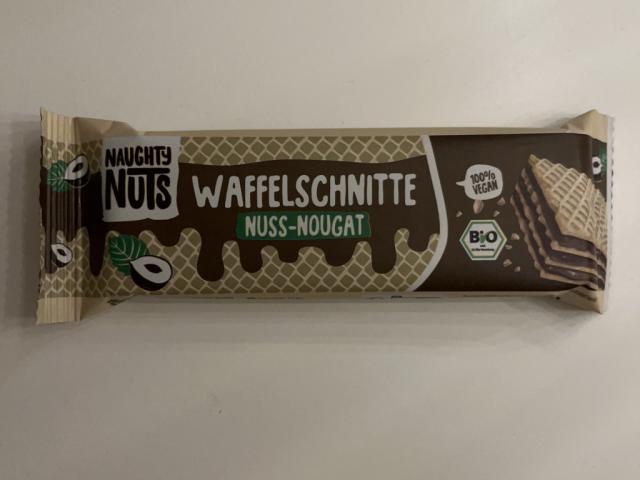 NAUGHTY
NUTS
WAFFELSCHNITTE
NUSS-NOUGAT
100%
VEGAN
Bio